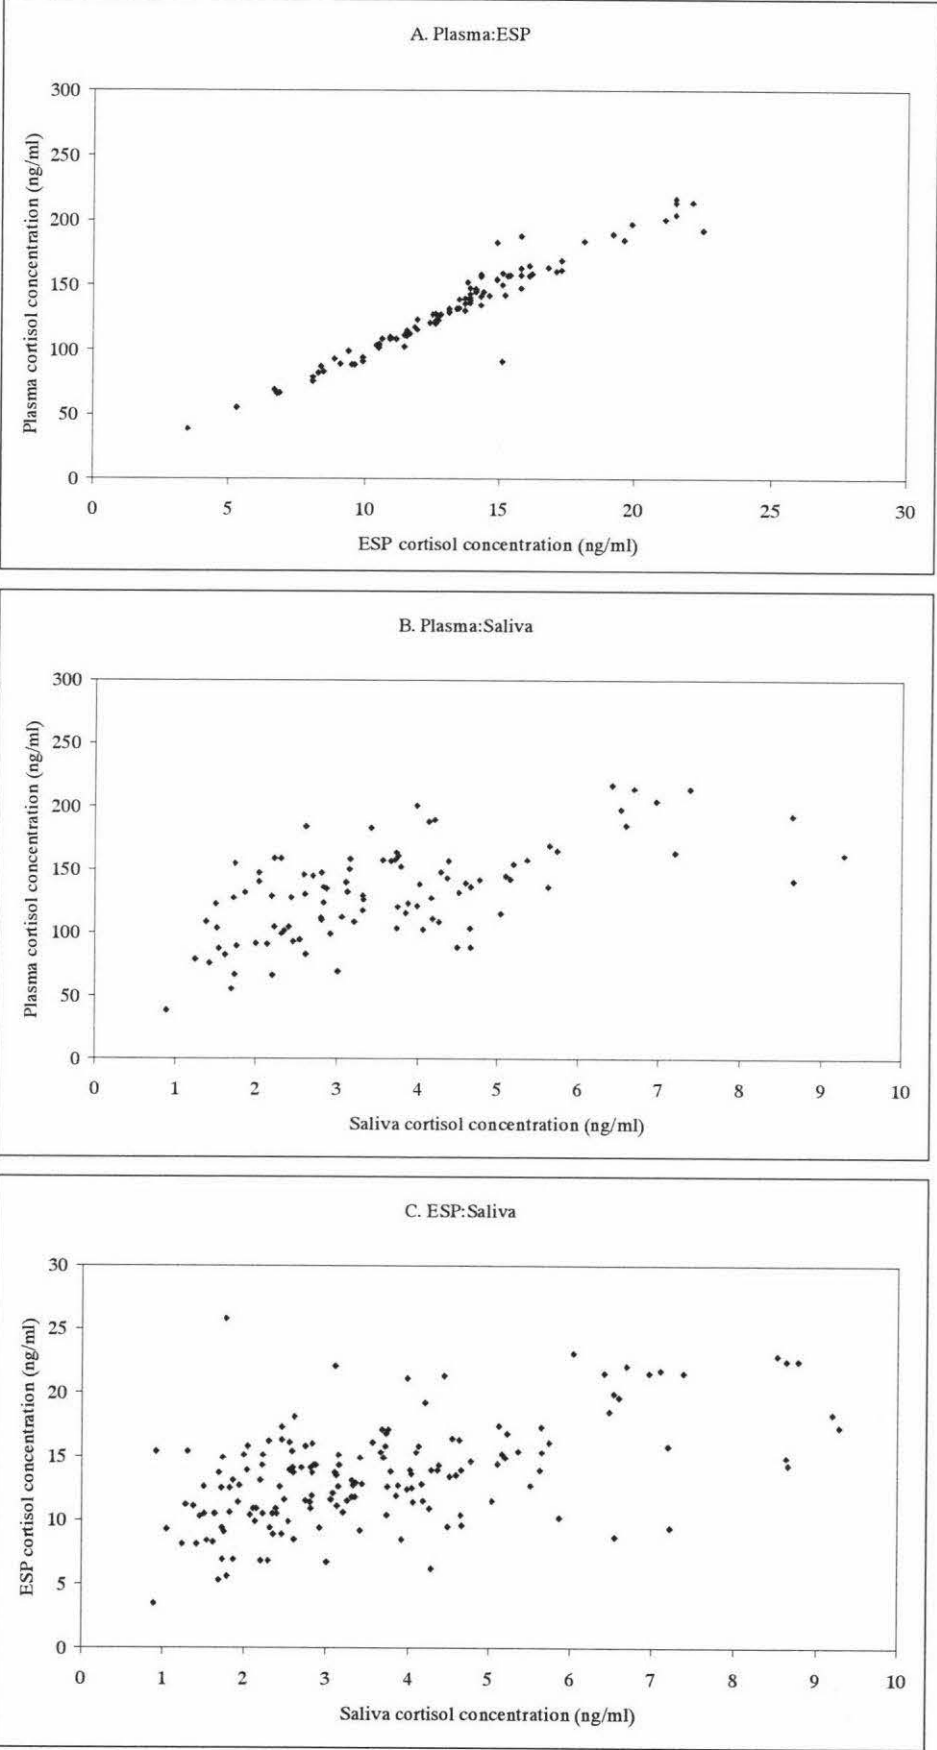 A. Plasma:ESP
Plasma cortisol concentration (ng/ml)
300
250
200
150
100
50
0
0 5 10 15 20 25 30
ESP cortisol concentration (ng/ml)
B. Plasma:Saliva
Plasma cortisol concentration (ng/ml)
300
250
200
150
100
50
0
0 1 2 3 4 5 6 7 8 9 10
Saliva cortisol concentration (ng/ml)
C. ESP:Saliva
ESP cortisol concentration (ng/ml)
30
25
20
15
10
5
0
0 1 2 3 4 5 6 7 8 9 10
Saliva cortisol concentration (ng/ml)